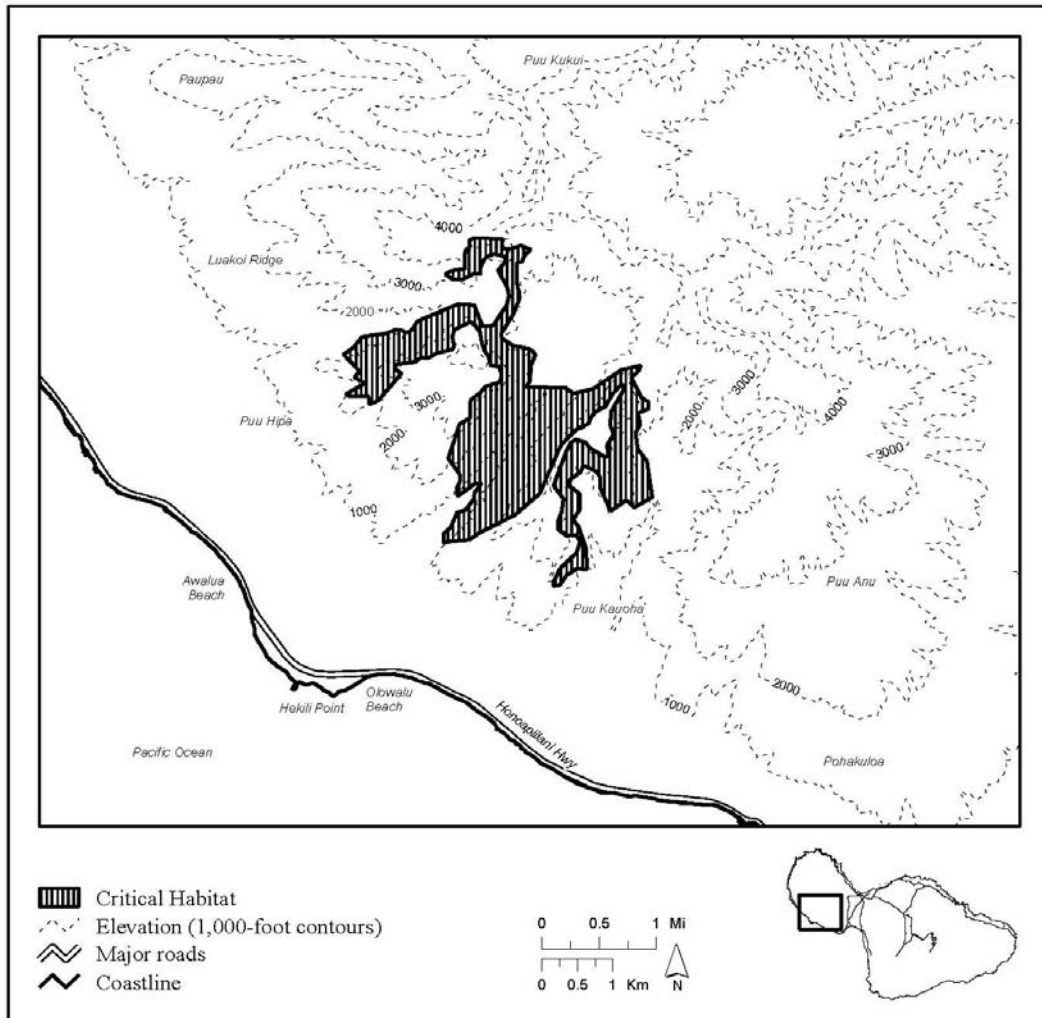 Paupau
Puu Kukui
4000
Luakoi Ridge
3000
2000
3000
Puu Hipa
3000
2000
4000
2000
3000
1000
Awalua
Beach
Puu Anu
Puu Kauoha
2000
1000
Hekili Point
Olowalu
Beach
Honoapiilani Hwy
Pacific Ocean
Pohakuloa
Critical Habitat
Elevation (1,000-foot contours)
Major roads
Coastline
0 0.5 1 Mi
0 0.5 1 Km
N